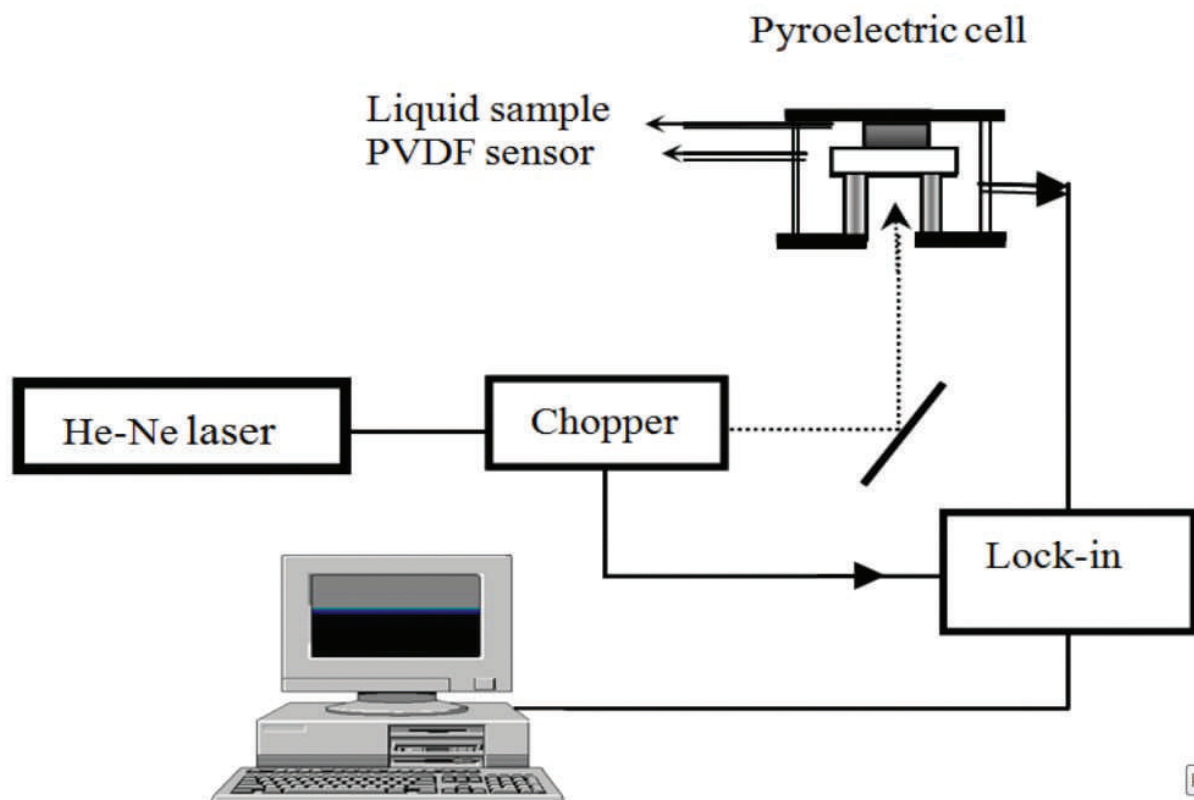 Pyroelectric cell
Liquid sample
PVDF sensor
He-Ne laser
Chopper
Lock-in